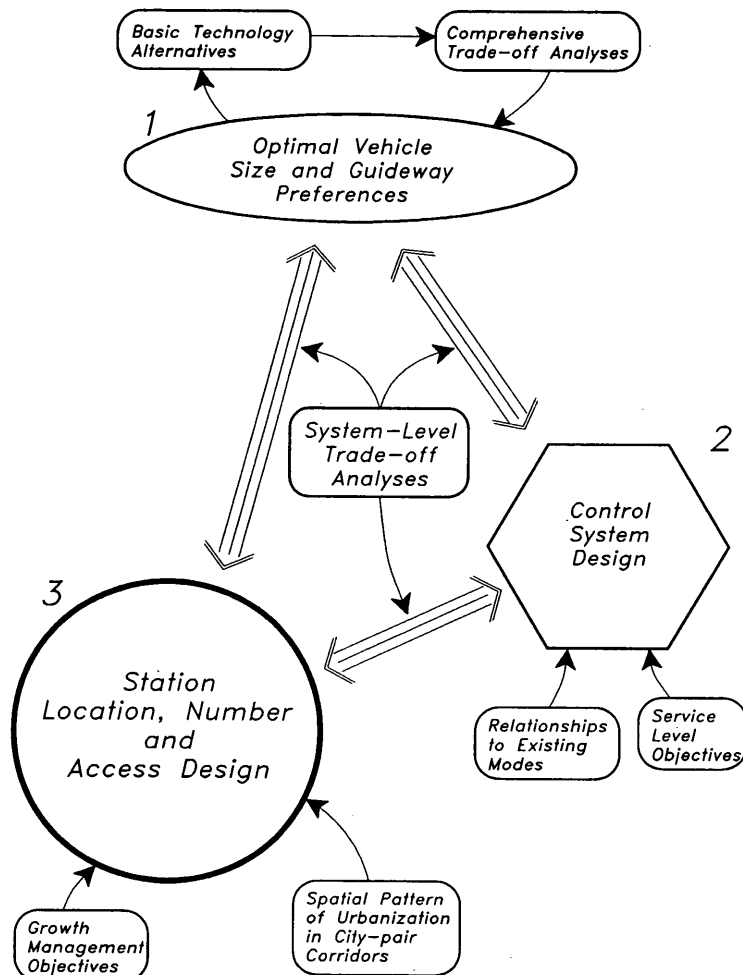 Basic Technology
Alternatives
Comprehensive
Trade-off Analyses
1
Optimal Vehicle
Size and Guideway
Preferences
System-Level
Trade-off
Analyses
2
Control
System
Design
3
Station
Location, Number
and
Access Design
Relationships
to Existing
Modes
Service
Level
Objectives
Growth
Management
Objectives
Spatial Pattern
of Urbanization
in City-pair
Corridors